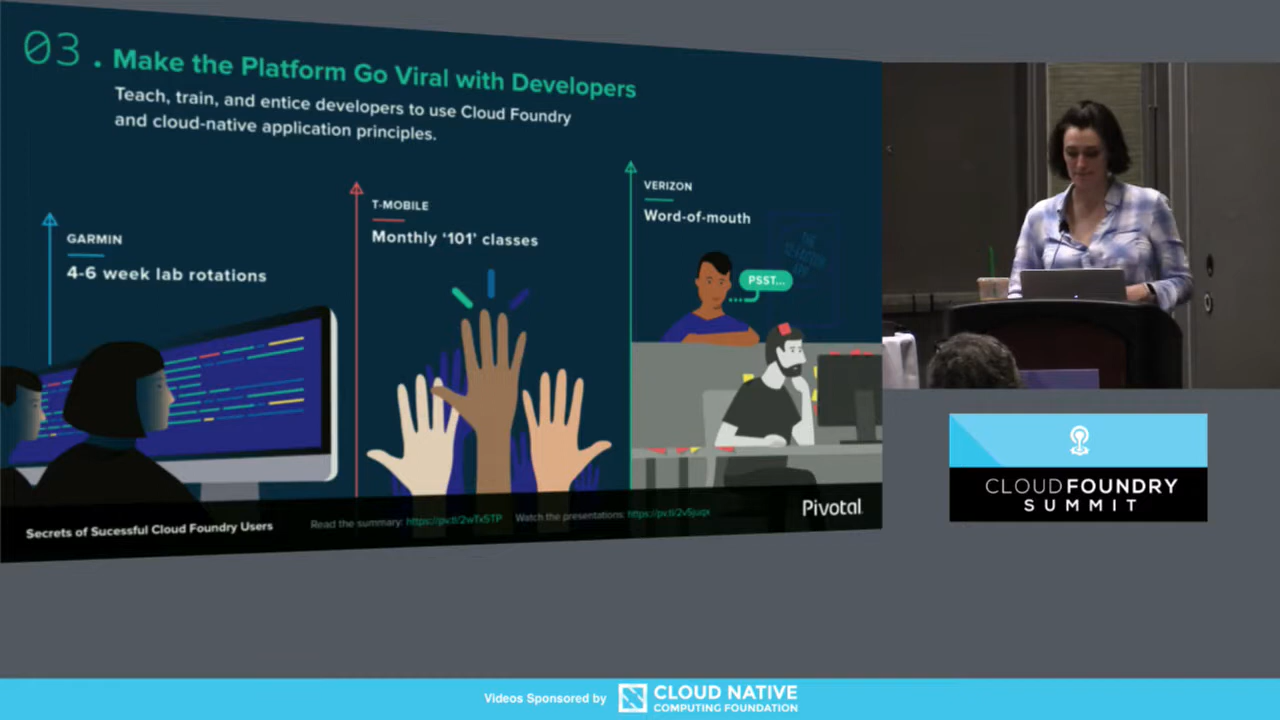 03. Make the Platform Go Viral with Developers
Teach, train, and entice developers to use Cloud Foundry
and cloud-native application principles.
GARMIN
4-6 week lab rotations
T-MOBILE
Monthly ‘101’ classes
VERIZON
Word-of-mouth
PSST...
Secrets of Sucessful Cloud Foundry Users
Read the summary:
Watch the presentations:
Pivotal
CLOUD FOUNDRY
SUMMIT
Videos Sponsored by
CLOUD NATIVE
COMPUTING FOUNDATION